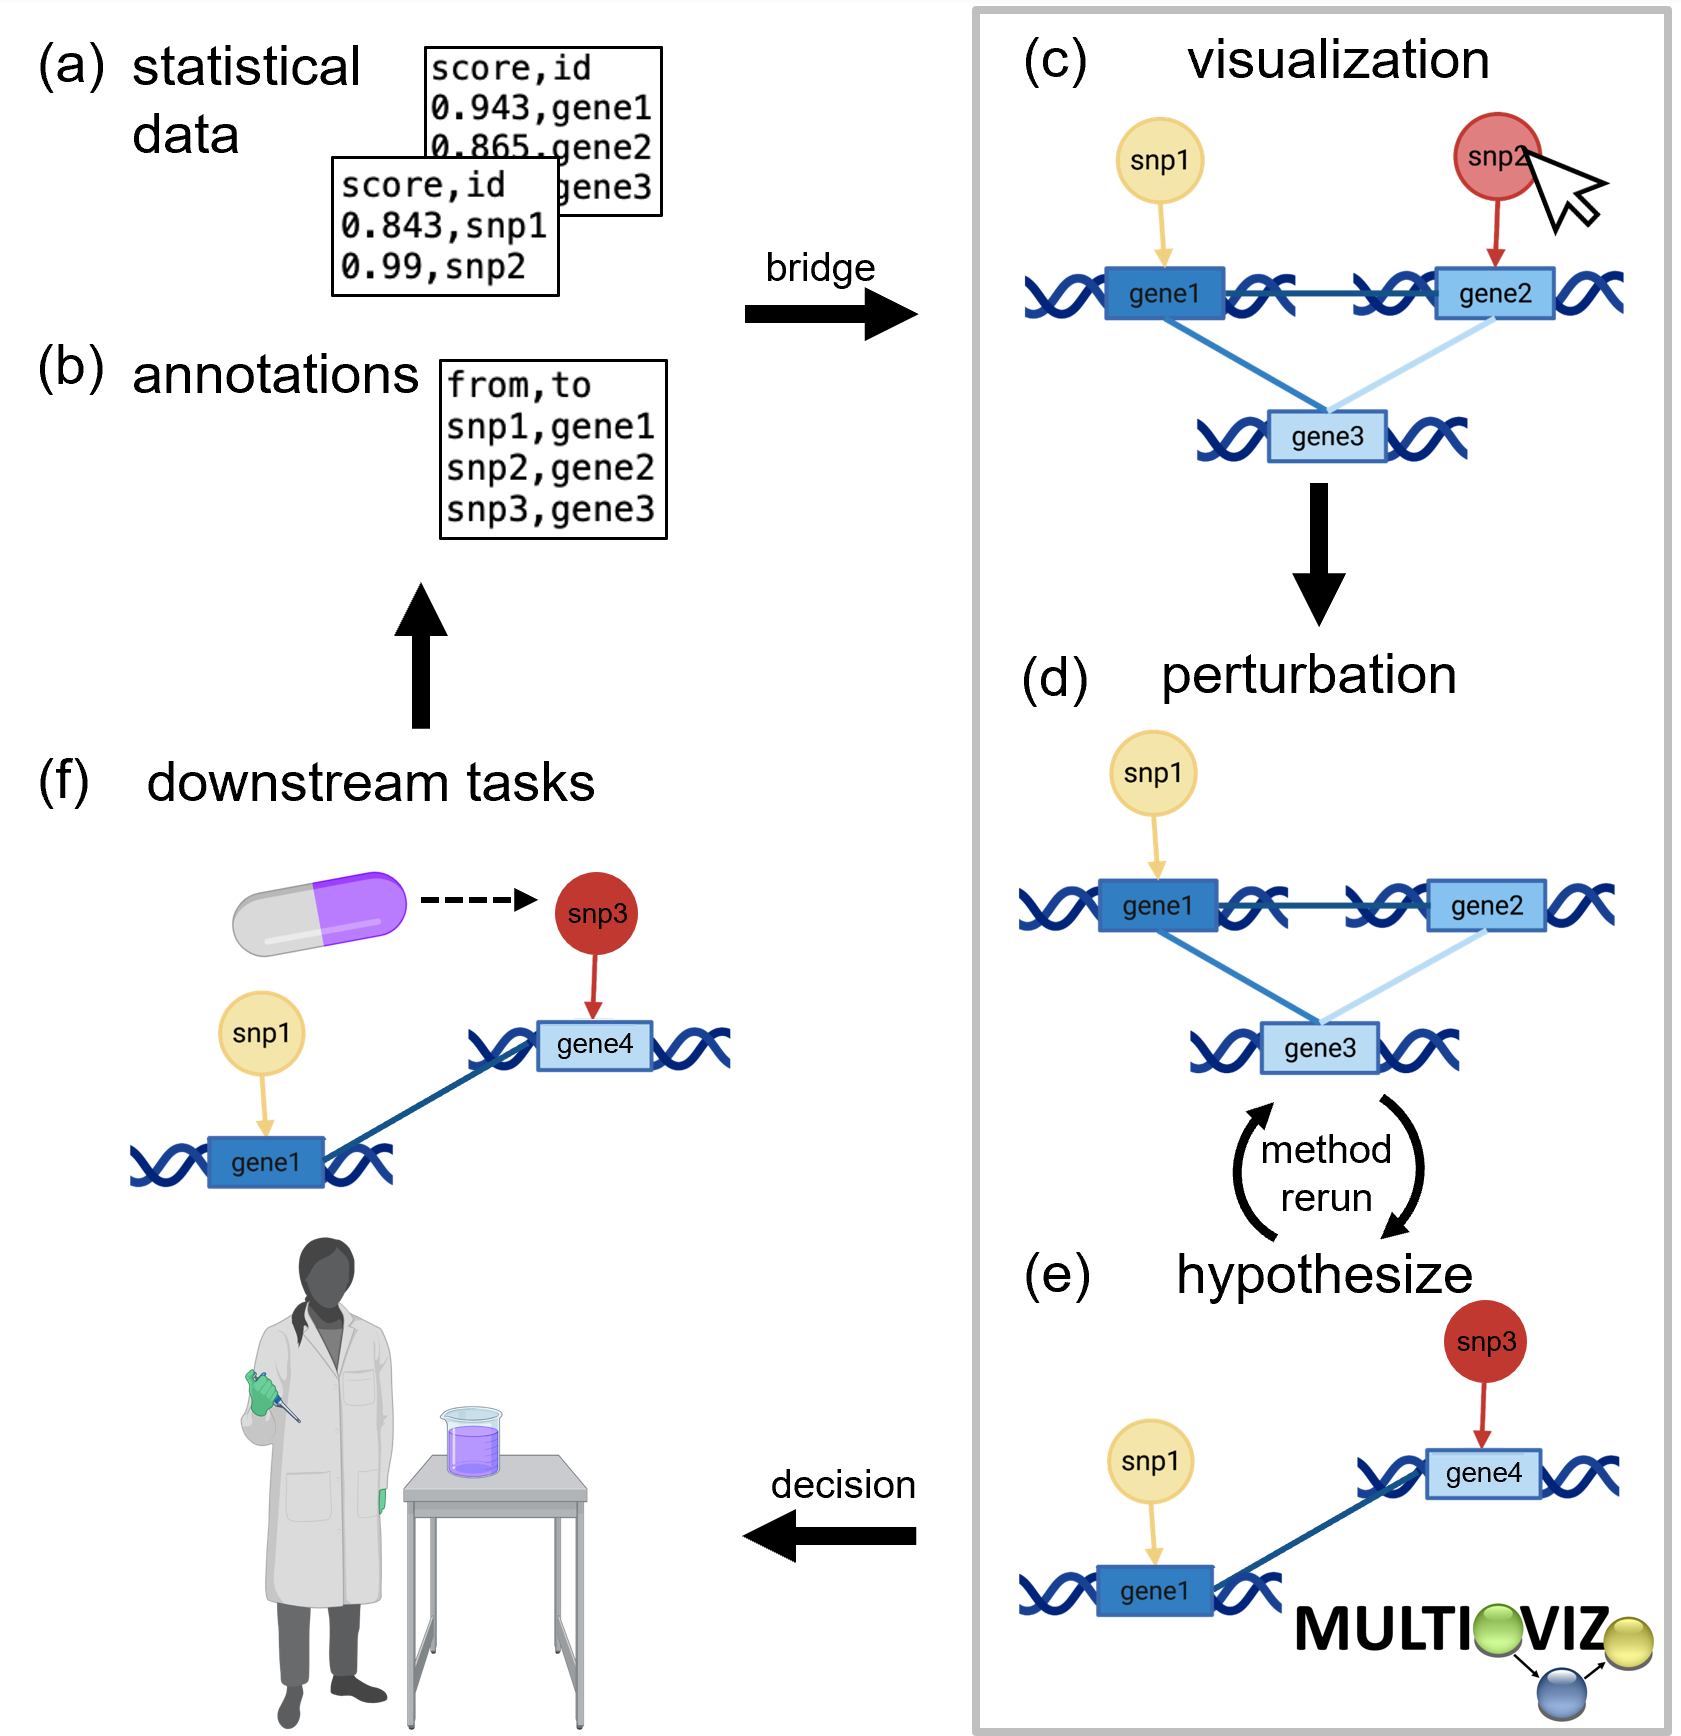 (a) statistical
data
score,id
0.943,gene1
0.865,gene2
gene3
score,id
0.843,snp1
0.99,snp2
(b) annotations
from,to
snp1,gene1
snp2,gene2
snp3,gene3
bridge
(c) visualization
snp1
snp2
gene1
gene2
gene3
(d) perturbation
snp1
gene1
gene2
gene3
method
rerun
(e) hypothesize
snp3
snp1
gene4
gene1
MULTIOVIZ
decision
(f) downstream tasks
snp3
snp1
gene4
gene1